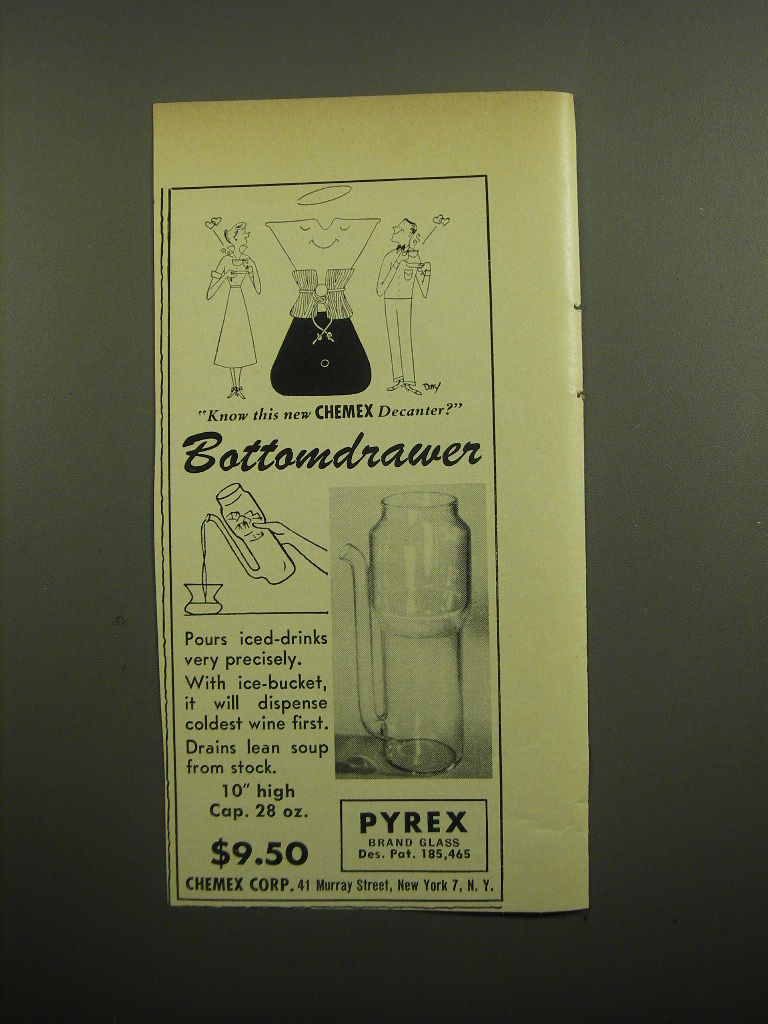 "Know this new CHEMEX Decanter?"
Bottomdrawer
Pours iced-drinks
very precisely.
With ice-bucket,
it will dispense
coldest wine first.
Drains lean soup
from stock.
10" high
Cap. 28 oz.
$9.50
PYREX
BRAND GLASS
Des. Pat. 185,465
CHEMEX CORP. 41 Murray Street, New York 7, N. Y.